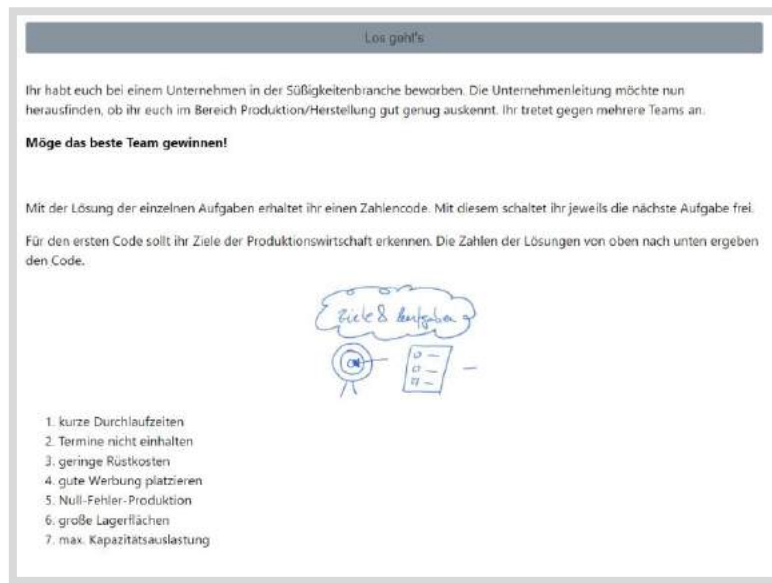 Los geht's
Ihr habt euch bei einem Unternehmen in der Süßigkeitenbranche beworben. Die Unternehmenleitung möchte nun
herausfinden, ob ihr euch im Bereich Produktion/Herstellung gut genug auskennt. Ihr tretet gegen mehrere Teams an.
Möge das beste Team gewinnen!
Mit der Lösung der einzelnen Aufgaben erhaltet ihr einen Zahlencode. Mit diesem schaltet ihr jeweils die nächste Aufgabe frei.
Für den ersten Code sollt ihr Ziele der Produktionswirtschaft erkennen. Die Zahlen der Lösungen von oben nach unten ergeben
den Code.
Ziele & Aufgaben
1. kurze Durchlaufzeiten
2. Termine nicht einhalten
3. geringe Rüstkosten
4. gute Werbung platzieren
5. Null-Fehler-Produktion
6. große Lagerflächen
7. max. Kapazitätsauslastung